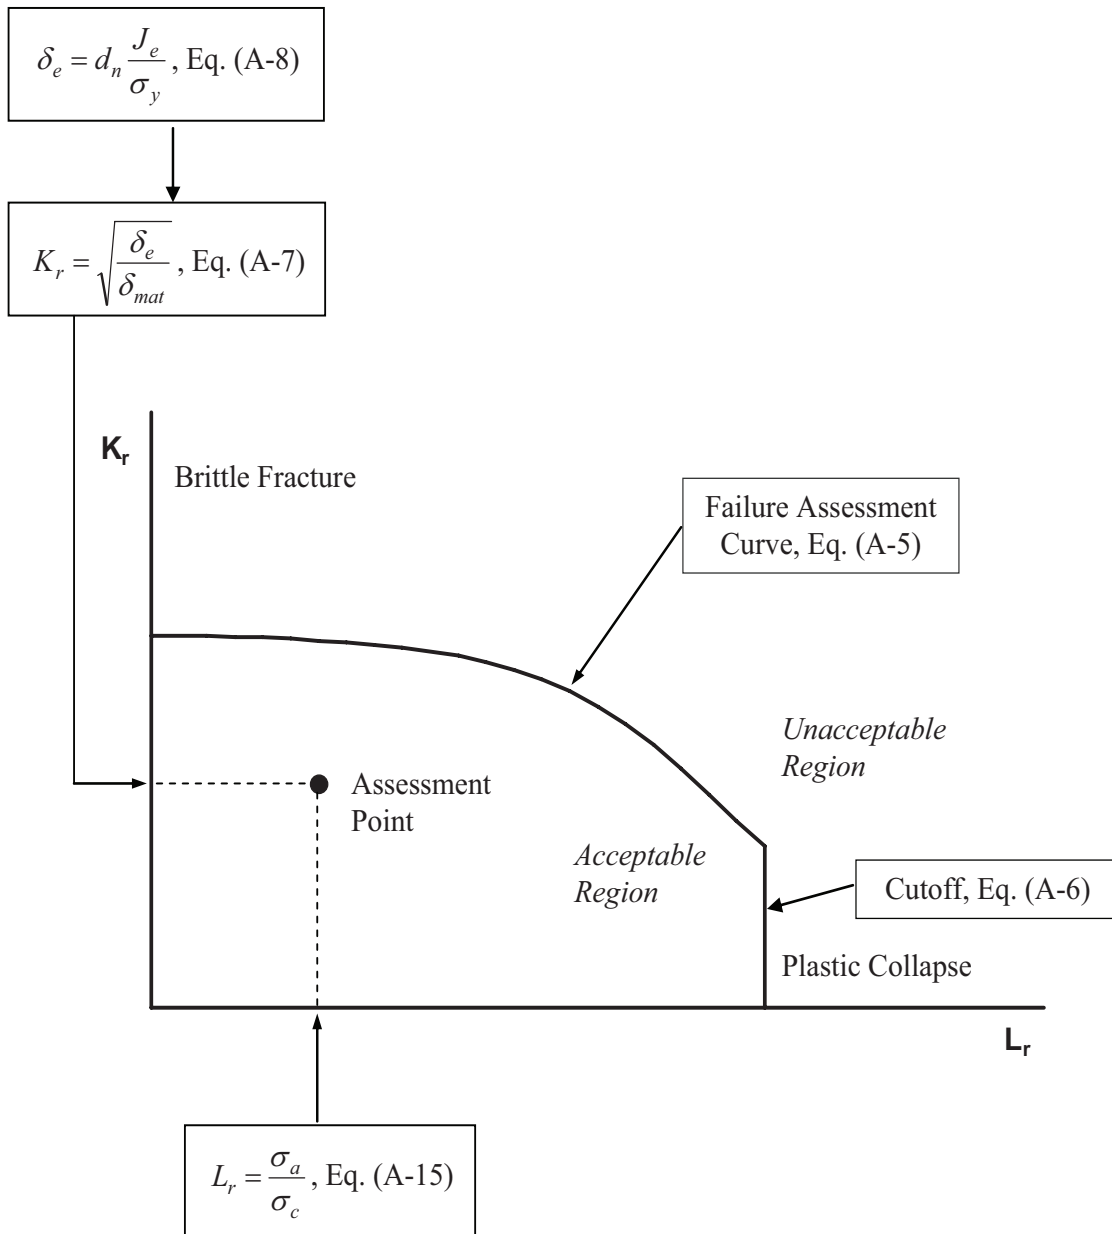 δ_e = d_n J_e / σ_y , Eq. (A-8)
K_r = √(δ_e / δ_mat) , Eq. (A-7)
K_r
Brittle Fracture
Failure Assessment
Curve, Eq. (A-5)
Unacceptable
Region
Assessment
Point
Acceptable
Region
Cutoff, Eq. (A-6)
Plastic Collapse
L_r
L_r = σ_a / σ_c , Eq. (A-15)